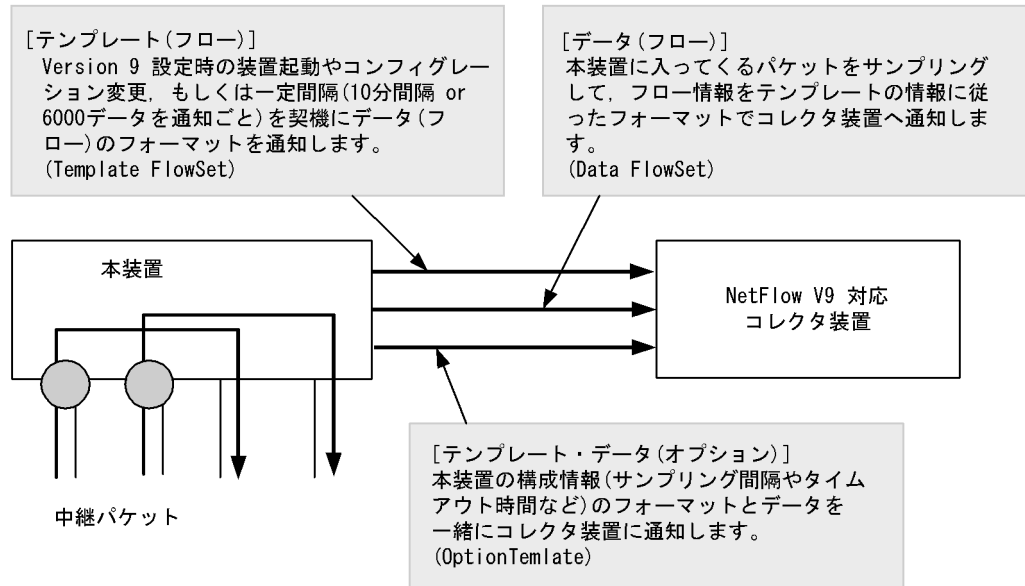 [テンプレート(フロー)]
Version 9 設定時の装置起動やコンフィグレー
ション変更, もしくは一定間隔(10分間隔 or
6000データを通知ごと)を契機にデータ(フ
ロー)のフォーマットを通知します。
(Template FlowSet)
[データ(フロー)]
本装置に入ってくるパケットをサンプリング
して, フロー情報をテンプレートの情報に従
ったフォーマットでコレクタ装置へ通知しま
す。
(Data FlowSet)
本装置
NetFlow V9 対応
コレクタ装置
中継パケット
[テンプレート・データ(オプション)]
本装置の構成情報(サンプリング間隔やタイム
アウト時間など)のフォーマットとデータを
一緒にコレクタ装置に通知します。
(OptionTemlate)